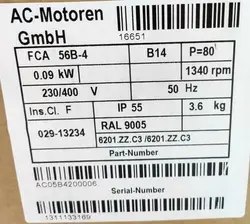 AC-Motoren
GmbH
16651
FCA 56B-4 B14 P=80
0.09 kW 1340 rpm
230/400 V 50 Hz
Ins.Cl. F IP 55 3.6 kg
029-13234 RAL 9005
6201.ZZ.C3 /6201.ZZ.C3
Part-Number
AC05B4200006
Serial-Number
1311133169